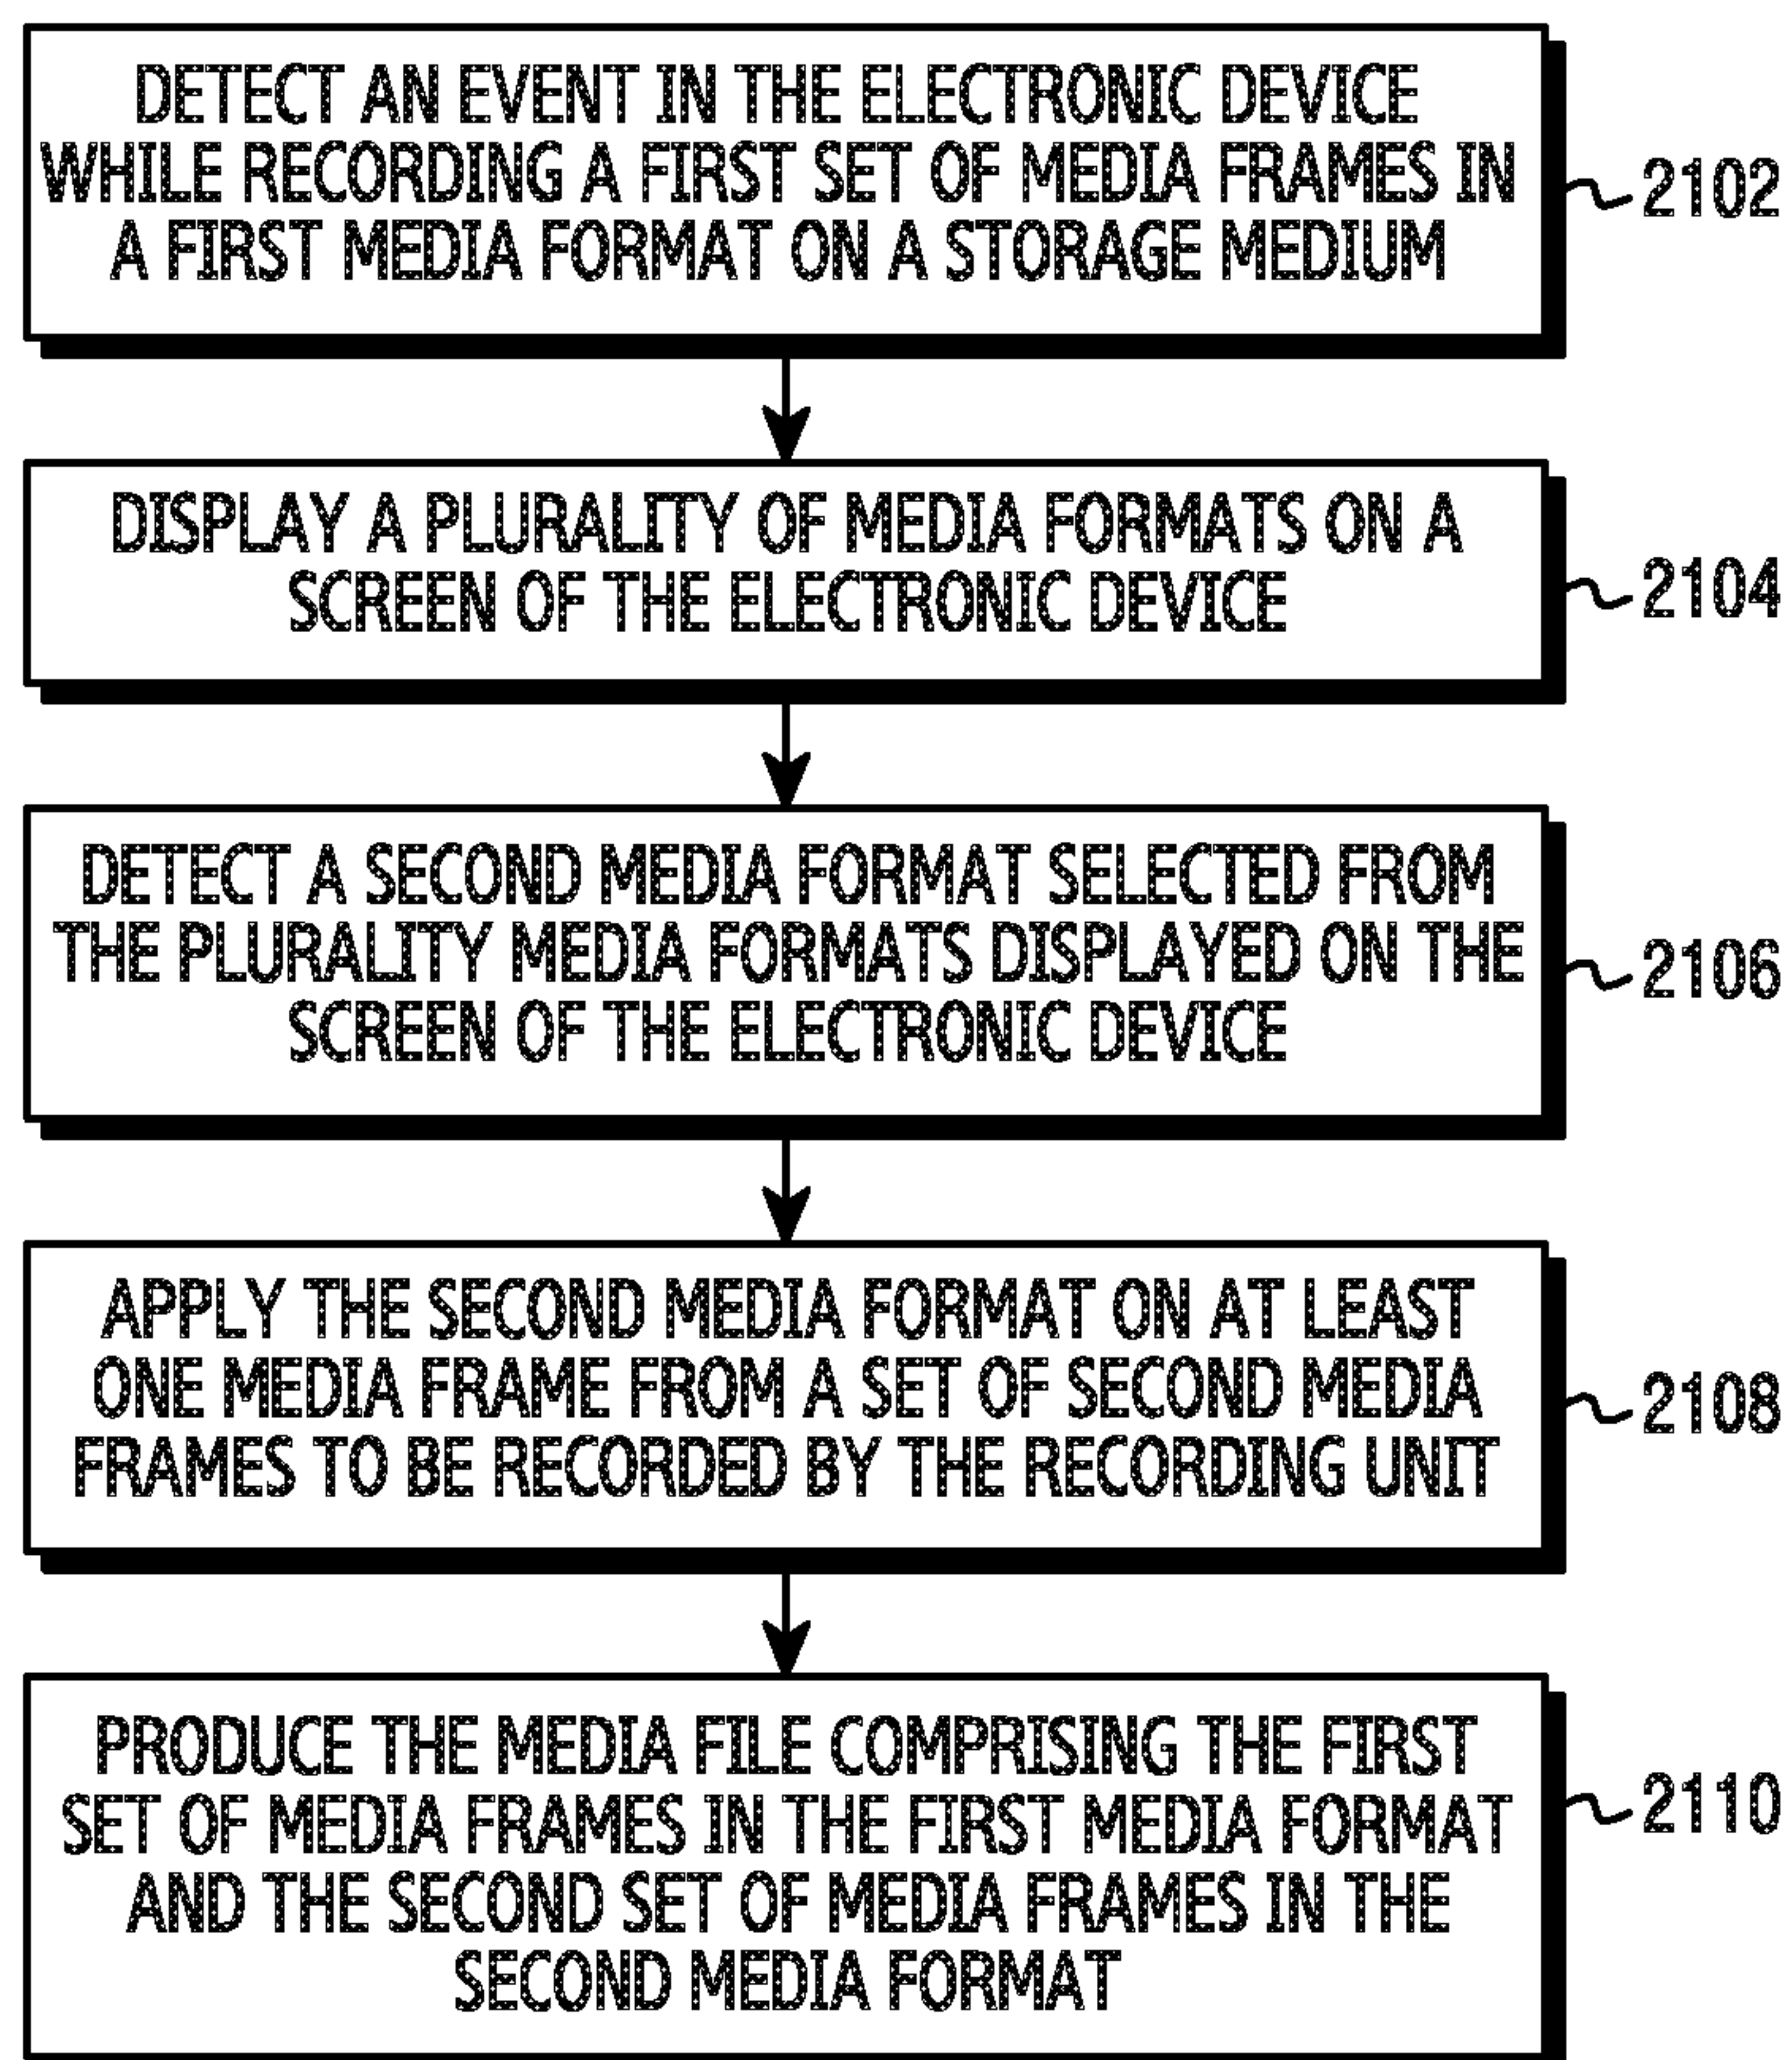 DETECT AN EVENT IN THE ELECTRONIC DEVICE
WHILE RECORDING A FIRST SET OF MEDIA FRAMES IN
A FIRST MEDIA FORMAT ON A STORAGE MEDIUM
2102
DISPLAY A PLURALITY OF MEDIA FORMATS ON A
SCREEN OF THE ELECTRONIC DEVICE
2104
DETECT A SECOND MEDIA FORMAT SELECTED FROM
THE PLURALITY MEDIA FORMATS DISPLAYED ON THE
SCREEN OF THE ELECTRONIC DEVICE
2106
APPLY THE SECOND MEDIA FORMAT ON AT LEAST
ONE MEDIA FRAME FROM A SET OF SECOND MEDIA
FRAMES TO BE RECORDED BY THE RECORDING UNIT
2108
PRODUCE THE MEDIA FILE COMPRISING THE FIRST
SET OF MEDIA FRAMES IN THE FIRST MEDIA FORMAT
AND THE SECOND SET OF MEDIA FRAMES IN THE
SECOND MEDIA FORMAT
2110